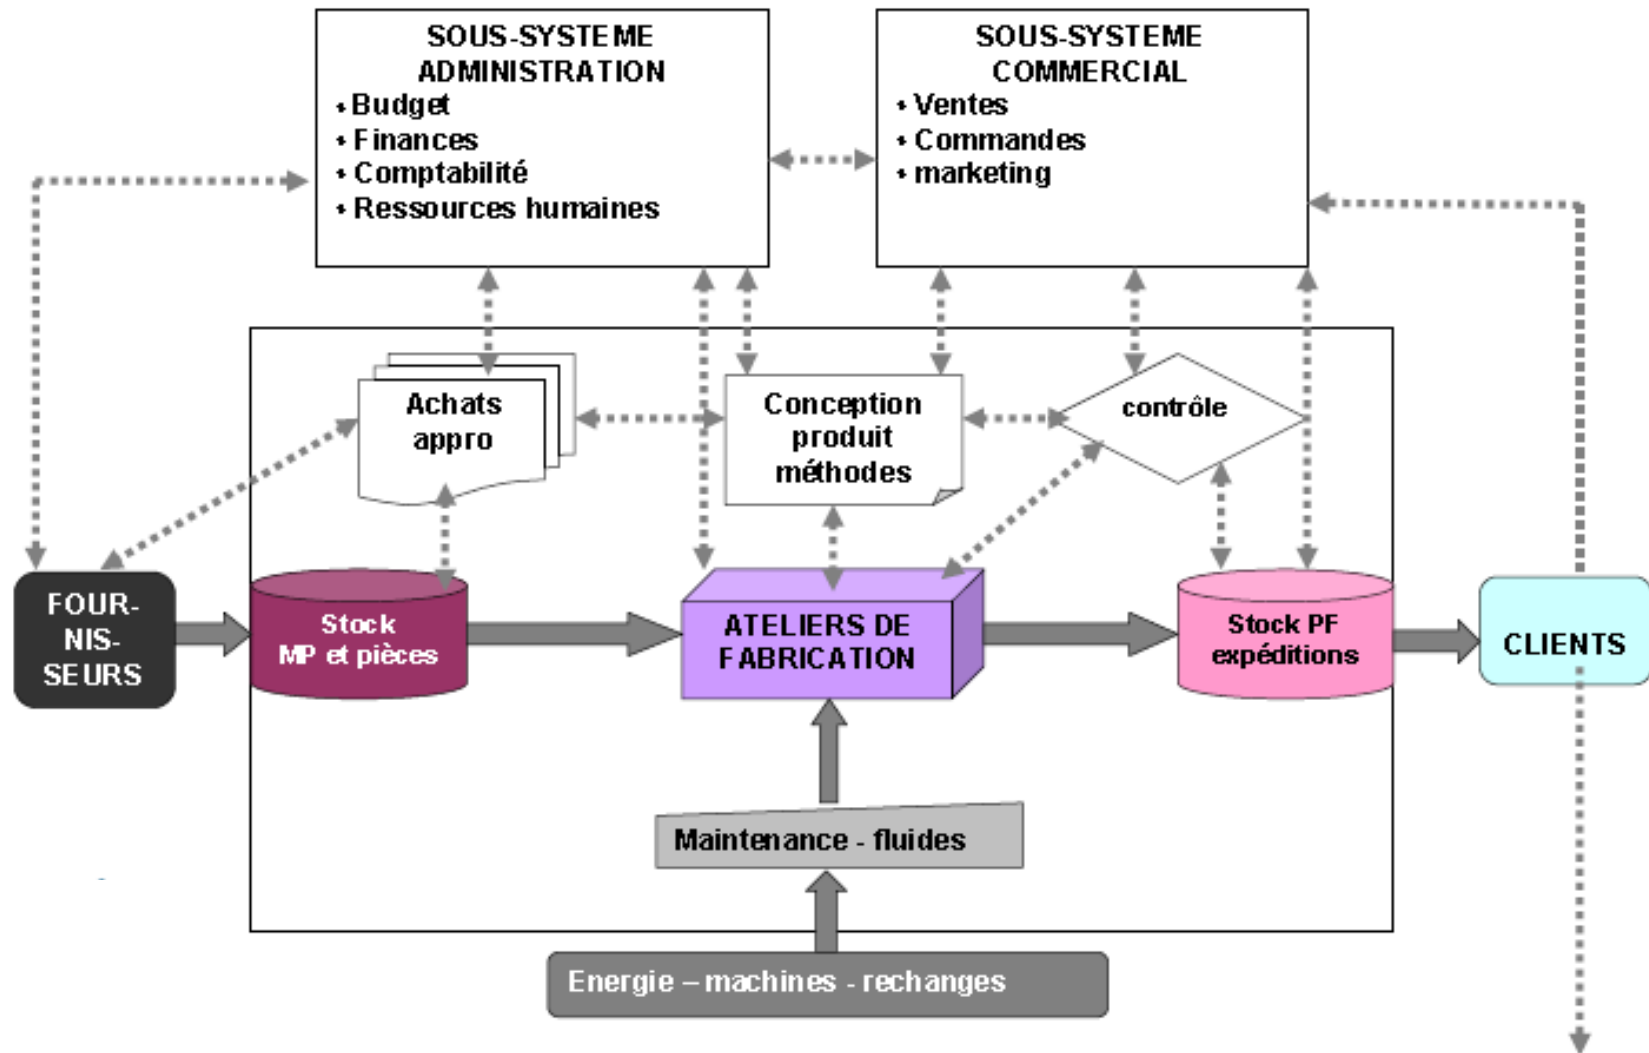 SOUS-SYSTEME
ADMINISTRATION
• Budget
• Finances
• Comptabilité
• Ressources humaines
SOUS-SYSTEME
COMMERCIAL
• Ventes
• Commandes
• marketing
Achats
appro
Conception
produit
méthodes
contrôle
FOUR-
NIS-
SEURS
Stock
MP et pièces
ATELIERS DE
FABRICATION
Stock PF
expéditions
CLIENTS
Maintenance - fluides
Energie – machines - rechanges